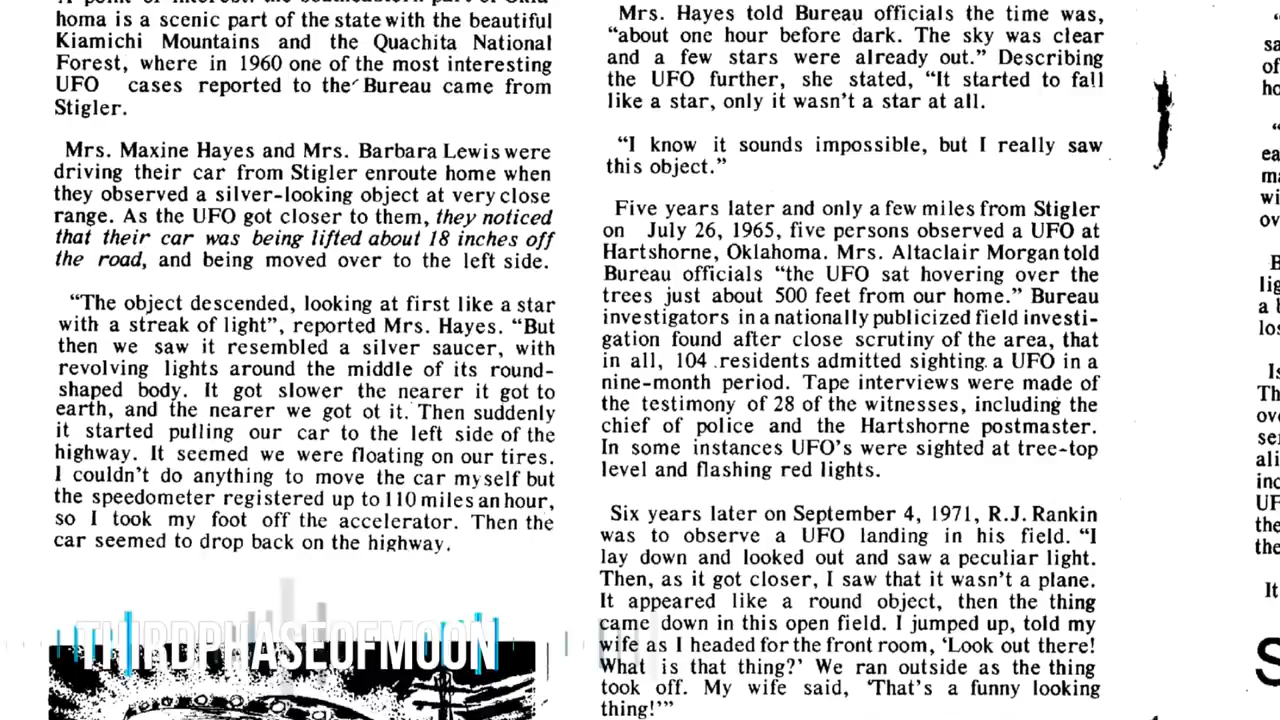 homa is a scenic part of the state with the beautiful
Kiamichi Mountains and the Quachita National
Forest, where in 1960 one of the most interesting
UFO cases reported to the Bureau came from
Stigler.
Mrs. Maxine Hayes and Mrs. Barbara Lewis were
driving their car from Stigler enroute home when
they observed a silver-looking object at very close
range. As the UFO got closer to them, they noticed
that their car was being lifted about 18 inches off
the road, and being moved over to the left side.
“The object descended, looking at first like a star
with a streak of light”, reported Mrs. Hayes. “But
then we saw it resembled a silver saucer, with
revolving lights around the middle of its round-
shaped body. It got slower the nearer it got to
earth, and the nearer we got ot it. Then suddenly
it started pulling our car to the left side of the
highway. It seemed we were floating on our tires.
I couldn’t do anything to move the car myself but
the speedometer registered up to 110 miles an hour,
so I took my foot off the accelerator. Then the
car seemed to drop back on the highway.
THIRDPHASEOFMOON
Mrs. Hayes told Bureau officials the time was,
“about one hour before dark. The sky was clear
and a few stars were already out.” Describing
the UFO further, she stated, “It started to fall
like a star, only it wasn’t a star at all.
“I know it sounds impossible, but I really saw
this object.”
Five years later and only a few miles from Stigler
on July 26, 1965, five persons observed a UFO at
Hartshorne, Oklahoma. Mrs. Altaclair Morgan told
Bureau officials “the UFO sat hovering over the
trees just about 500 feet from our home.” Bureau
investigators in a nationally publicized field investi-
gation found after close scrutiny of the area, that
in all, 104 residents admitted sighting a UFO in a
nine-month period. Tape interviews were made of
the testimony of 28 of the witnesses, including the
chief of police and the Hartshorne postmaster.
In some instances UFO’s were sighted at tree-top
level and flashing red lights.
Six years later on September 4, 1971, R.J. Rankin
was to observe a UFO landing in his field. “I
lay down and looked out and saw a peculiar light.
Then, as it got closer, I saw that it wasn’t a plane.
It appeared like a round object, then the thing
came down in this open field. I jumped up, told my
wife as I headed for the front room, ‘Look out there!
What is that thing?’ We ran outside as the thing
took off. My wife said, ‘That’s a funny looking
thing!’”